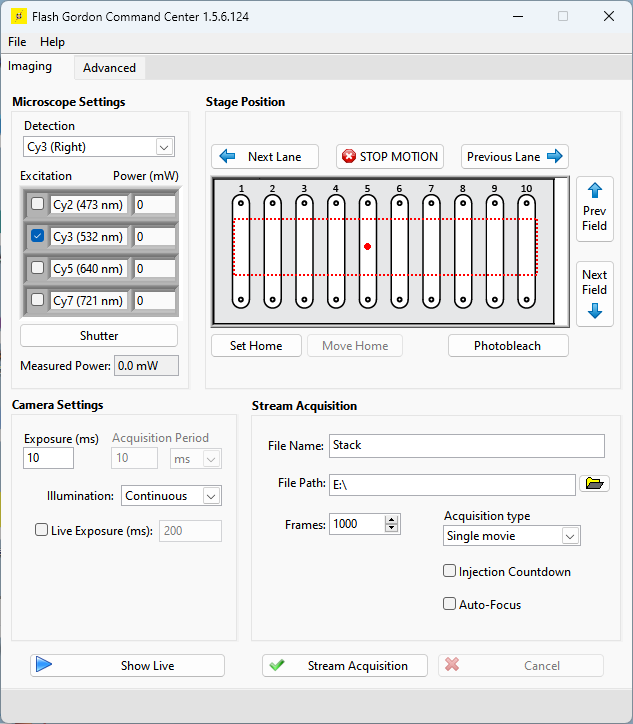 Flash Gordon Command Center 1.5.6.124
File Help
Imaging Advanced
Microscope Settings
Detection
Cy3 (Right)
Excitation Power (mW)
Cy2 (473 nm) 0
Cy3 (532 nm) 0
Cy5 (640 nm) 0
Cy7 (721 nm) 0
Shutter
Measured Power: 0.0 mW
Stage Position
Next Lane STOP MOTION Previous Lane
1 2 3 4 5 6 7 8 9 10
Prev
Field
Next
Field
Set Home Move Home Photobleach
Camera Settings
Exposure (ms) Acquisition Period
10 10 ms
Illumination: Continuous
Live Exposure (ms): 200
Stream Acquisition
File Name: Stack
File Path: E:\
Frames: 1000
Acquisition type
Single movie
Injection Countdown
Auto-Focus
Show Live Stream Acquisition Cancel